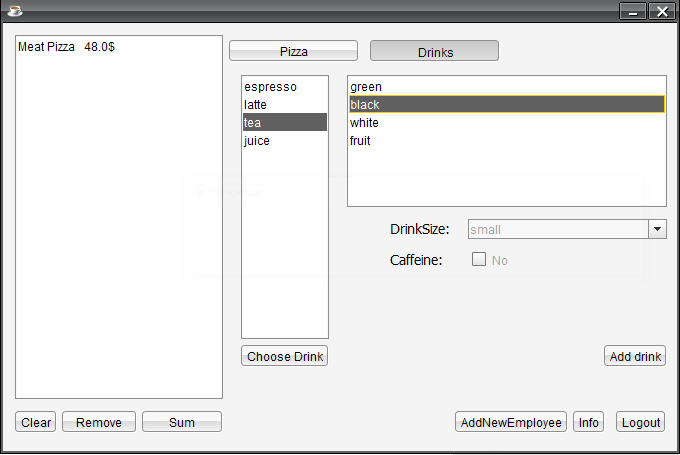 Meat Pizza 48.0$
Pizza
Drinks
espresso
latte
tea
juice
green
black
white
fruit
DrinkSize:
small
Caffeine:
No
Choose Drink
Add drink
Clear
Remove
Sum
AddNewEmployee
Info
Logout